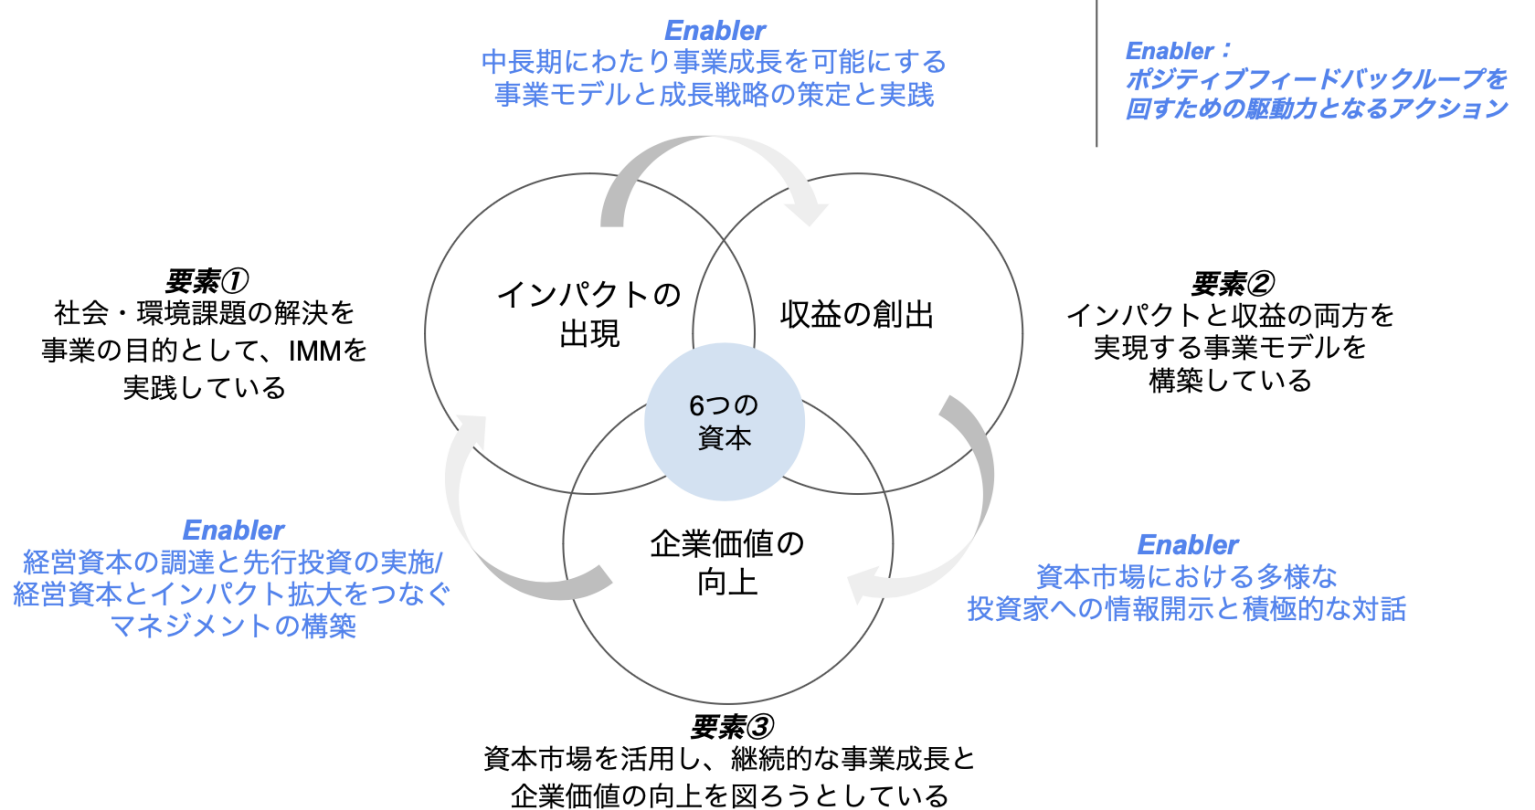 Enabler
中長期にわたり事業成長を可能にする
事業モデルと成長戦略の策定と実践
Enabler：
ポジティブフィードバックループを
回すための駆動力となるアクション
要素①
社会・環境課題の解決を
事業の目的として、IMMを
実践している
インパクトの
出現
収益の創出
要素②
インパクトと収益の両方を
実現する事業モデルを
構築している
6つの
資本
Enabler
経営資本の調達と先行投資の実施/
経営資本とインパクト拡大をつなぐ
マネジメントの構築
企業価値の
向上
Enabler
資本市場における多様な
投資家への情報開示と積極的な対話
要素③
資本市場を活用し、継続的な事業成長と
企業価値の向上を図ろうとしている